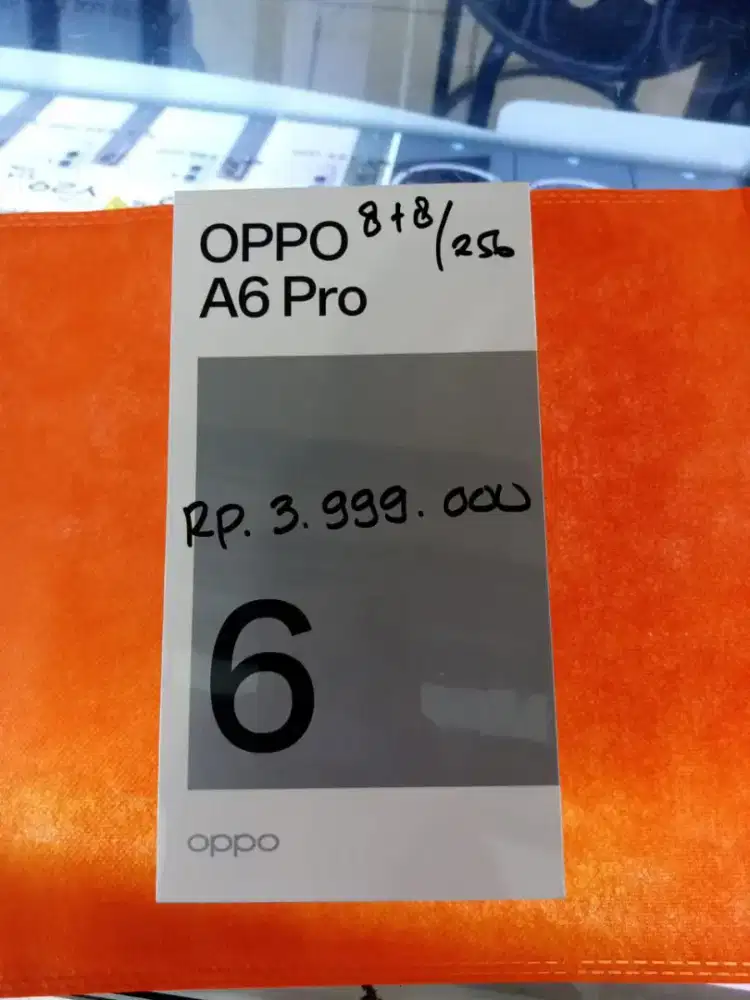 OPPO 8+8/256
A6 Pro
RP. 3.999.000
6
oppo